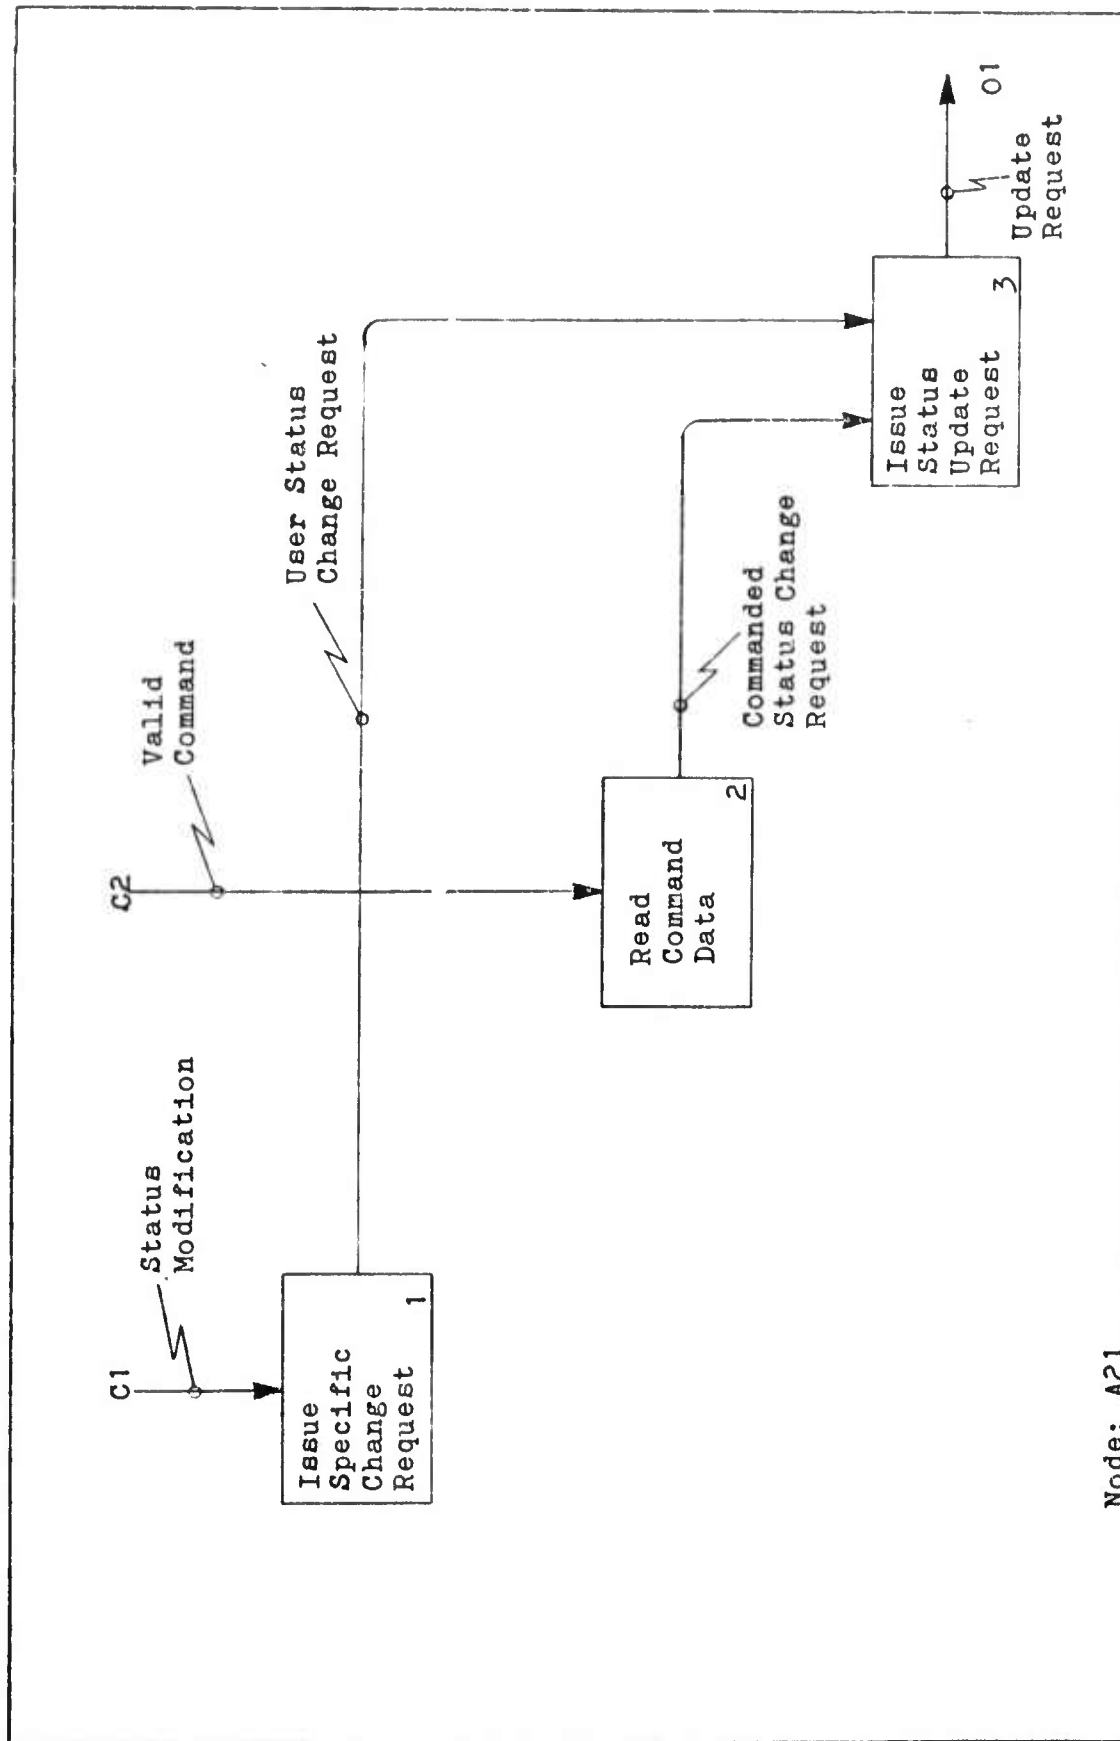 C1
Status
Modification
C2
Valid
Command
User Status
Change Request
Issue
Specific
Change
Request
1
Read
Command
Data
2
Commanded
Status Change
Request
Issue
Status
Update
Request
3
O1
Update
Request
Node: A21